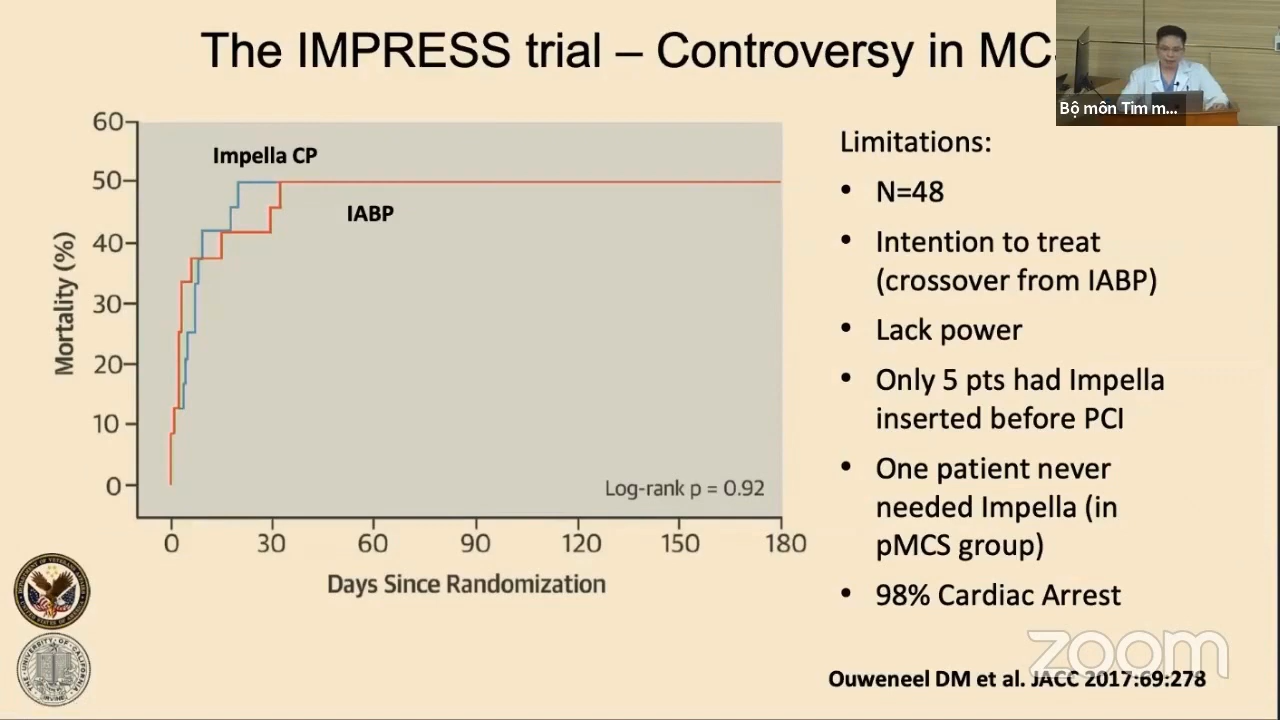 The IMPRESS trial – Controversy in MC
Bộ môn Tim m...
60
50
40
30
20
10
0
Mortality (%)
Impella CP
IABP
Log-rank p = 0.92
0 30 60 90 120 150 180
Days Since Randomization
Limitations:
• N=48
• Intention to treat
(crossover from IABP)
• Lack power
• Only 5 pts had Impella
inserted before PCI
• One patient never
needed Impella (in
pMCS group)
• 98% Cardiac Arrest
zoom
Ouweneel DM et al. JACC 2017:69:278